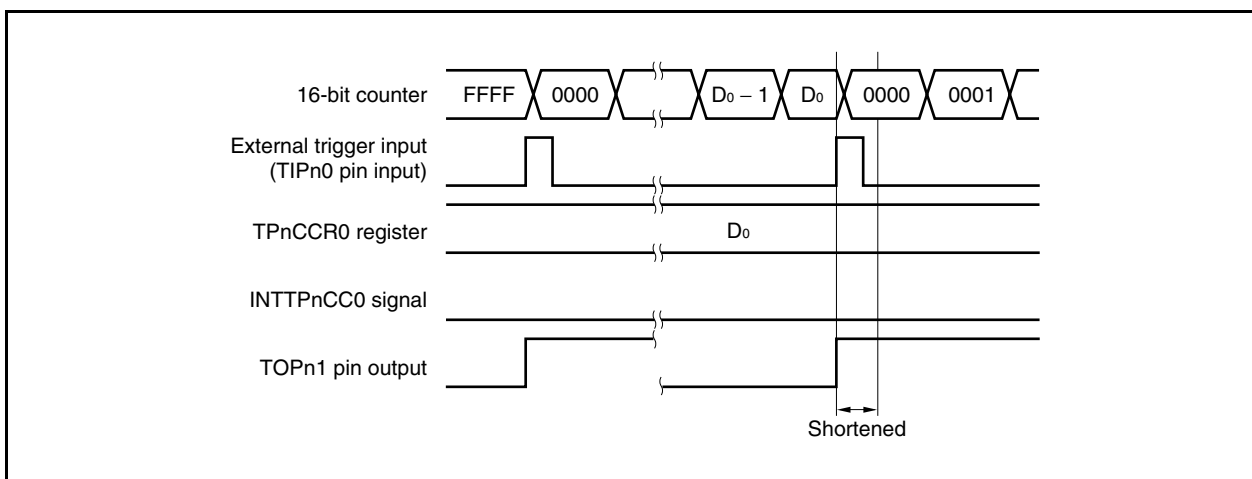 16-bit counter FFFF 0000 D₀ − 1 D₀ 0000 0001
External trigger input
(TIPn0 pin input)
TPnCCR0 register D₀
INTTPnCC0 signal
TOPn1 pin output
Shortened